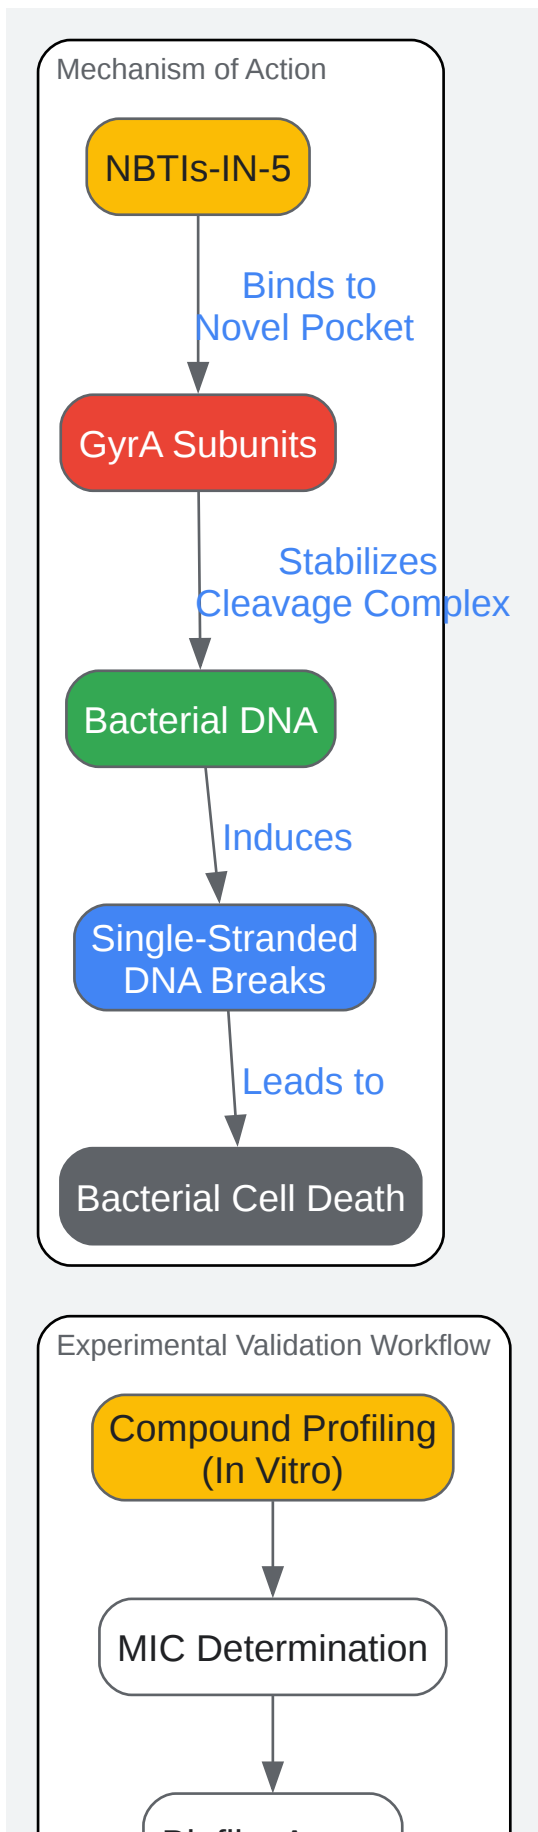 Mechanism of Action
NBTIs-IN-5
Binds to
Novel Pocket
GyrA Subunits
Stabilizes
Cleavage Complex
Bacterial DNA
Induces
Single-Stranded
DNA Breaks
Leads to
Bacterial Cell Death
Experimental Validation Workflow
Compound Profiling
(In Vitro)
MIC Determination